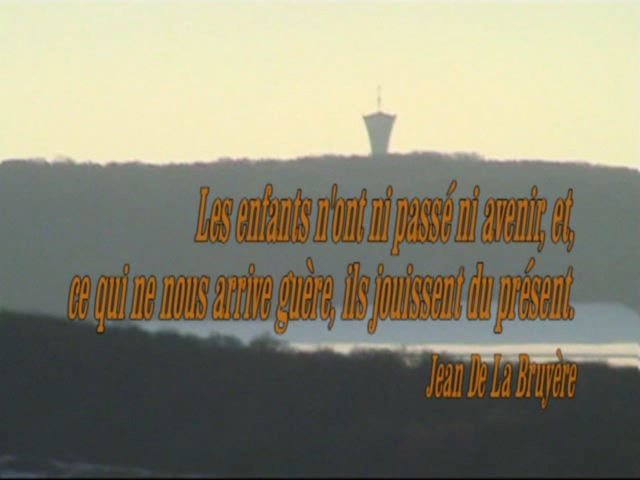 Les enfants n'ont ni passé ni avenir, et,
ce qui ne nous arrive guère, ils jouissent du présent.
Jean De La Bruyère